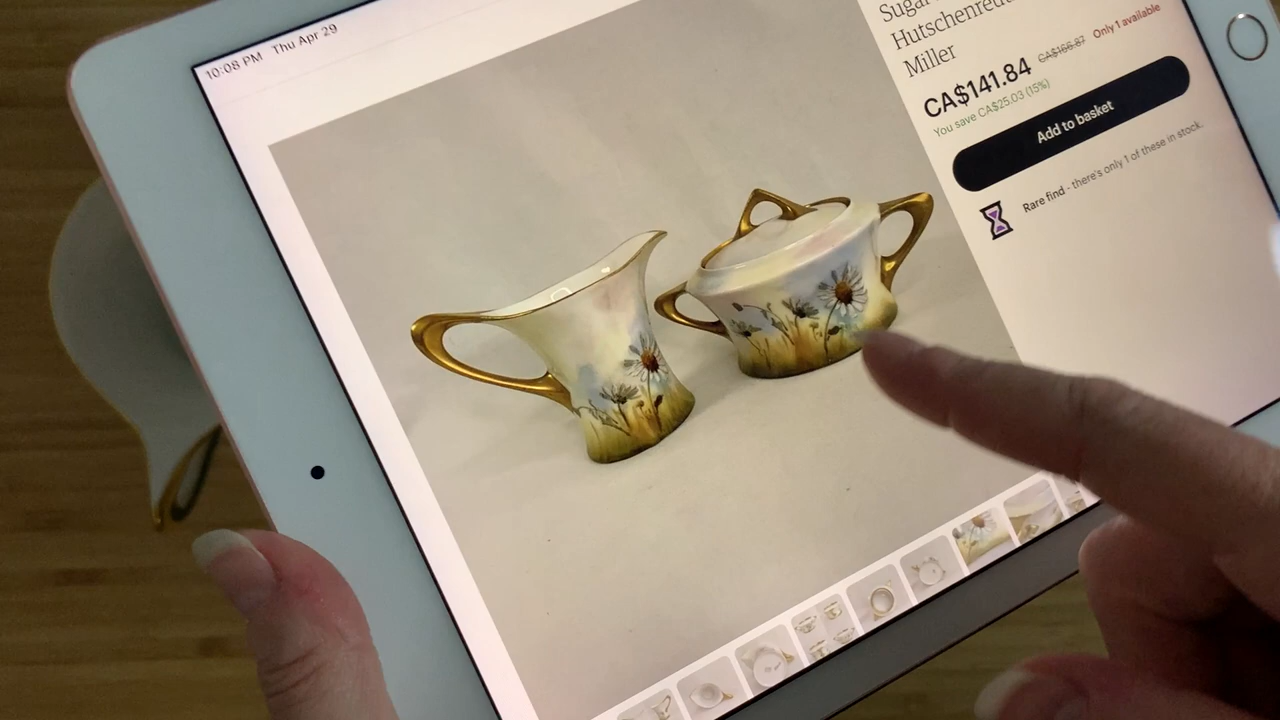 10:08 PM Thu Apr 29
Sugar
Miller
CA$141.84 CA$166.87 Only 1 available
You save CA$25.03 (15%)
Add to basket
Rare find - there's only 1 of these in stock.